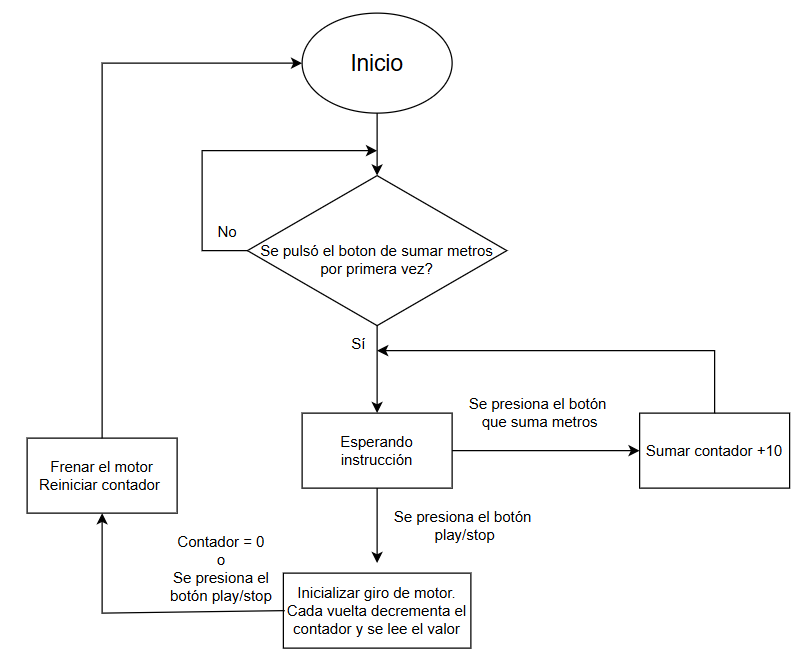 Inicio
No
Se pulsó el boton de sumar metros
por primera vez?
Sí
Se presiona el botón
que suma metros
Esperando
instrucción
Sumar contador +10
Frenar el motor
Reiniciar contador
Se presiona el botón
play/stop
Contador = 0
o
Se presiona el
botón play/stop
Inicializar giro de motor.
Cada vuelta decrementa el
contador y se lee el valor